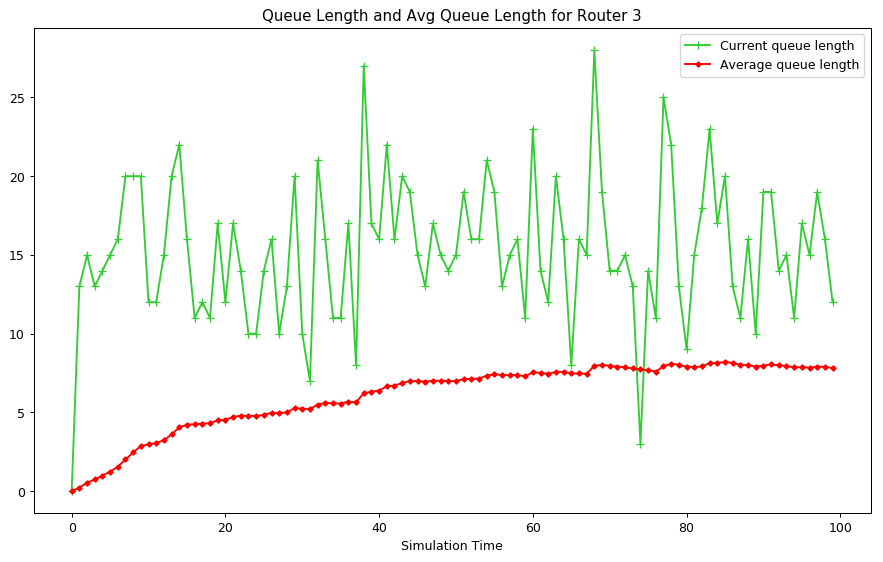 Queue Length and Avg Queue Length for Router 3
Current queue length
Average queue length
25
20
15
10
5
0
0 20 40 60 80 100
Simulation Time